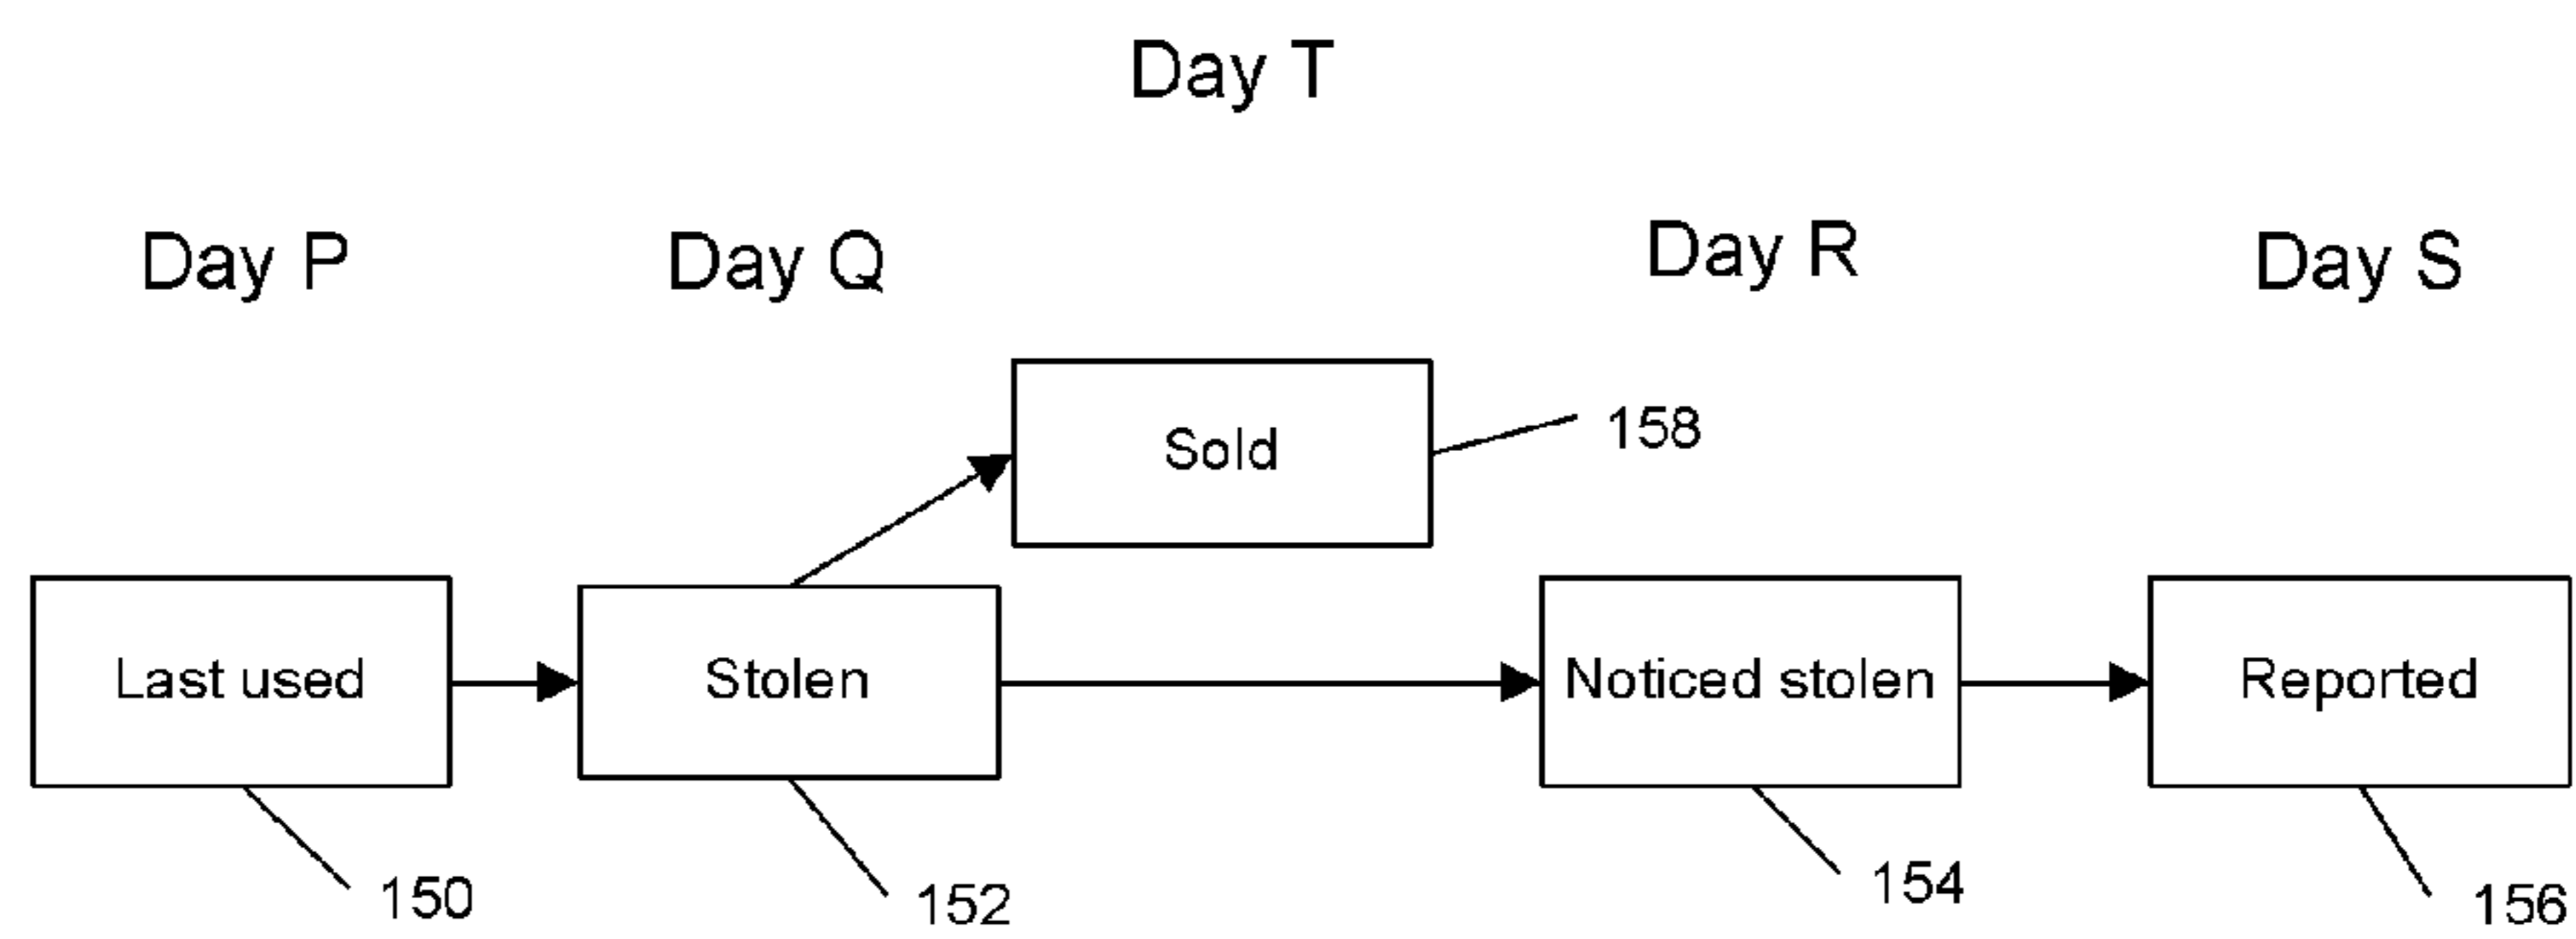 Day T
Day P
Day Q
Day R
Day S
Sold
158
Last used
Stolen
Noticed stolen
Reported
150
152
154
156